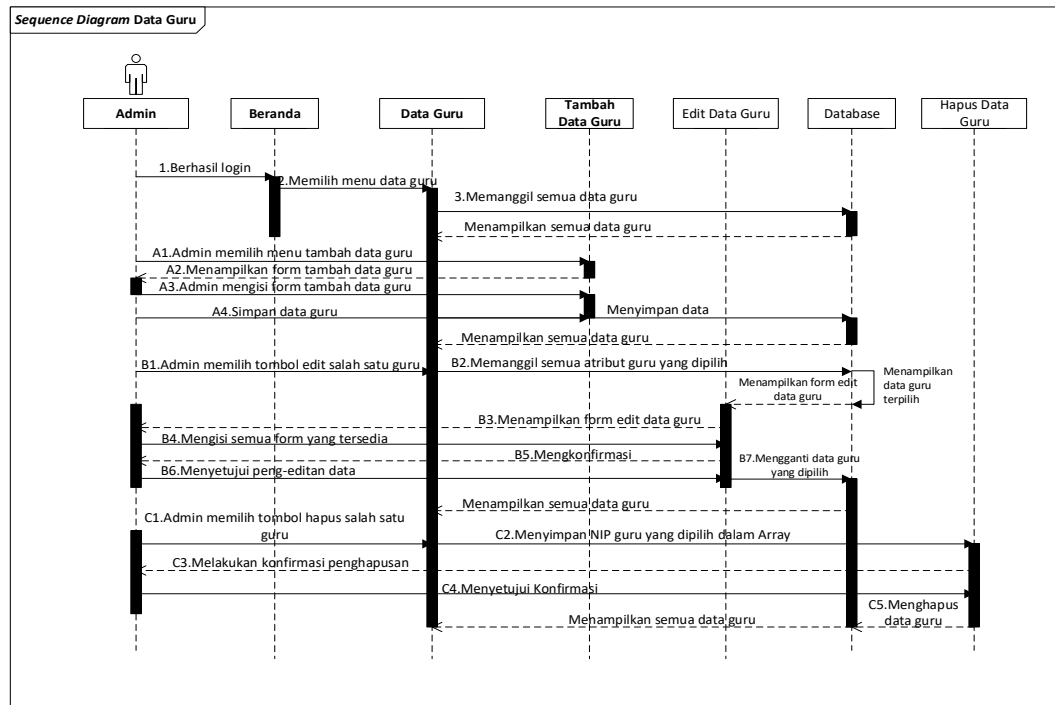 Sequence Diagram Data Guru
Admin
Beranda
Data Guru
Tambah
Data Guru
Edit Data Guru
Database
Hapus Data
Guru
1.Berhasil login
2.Memilih menu data guru
3.Memanggil semua data guru
Menampilkan semua data guru
A1.Admin memilih menu tambah data guru
A2.Menampilkan form tambah data guru
A3.Admin mengisi form tambah data guru
A4.Simpan data guru
Menyimpan data
Menampilkan semua data guru
B1.Admin memilih tombol edit salah satu guru
B2.Memanggil semua atribut guru yang dipilih
Menampilkan
data guru
terpilih
Menampilkan form edit
data guru
B3.Menampilkan form edit data guru
B4.Mengisi semua form yang tersedia
B5.Mengkonfirmasi
B6.Menyetujui peng-editan data
B7.Mengganti data guru
yang dipilih
Menampilkan semua data guru
C1.Admin memilih tombol hapus salah satu
guru
C2.Menyimpan NIP guru yang dipilih dalam Array
C3.Melakukan konfirmasi penghapusan
C4.Menyetujui Konfirmasi
C5.Menghapus
data guru
Menampilkan semua data guru